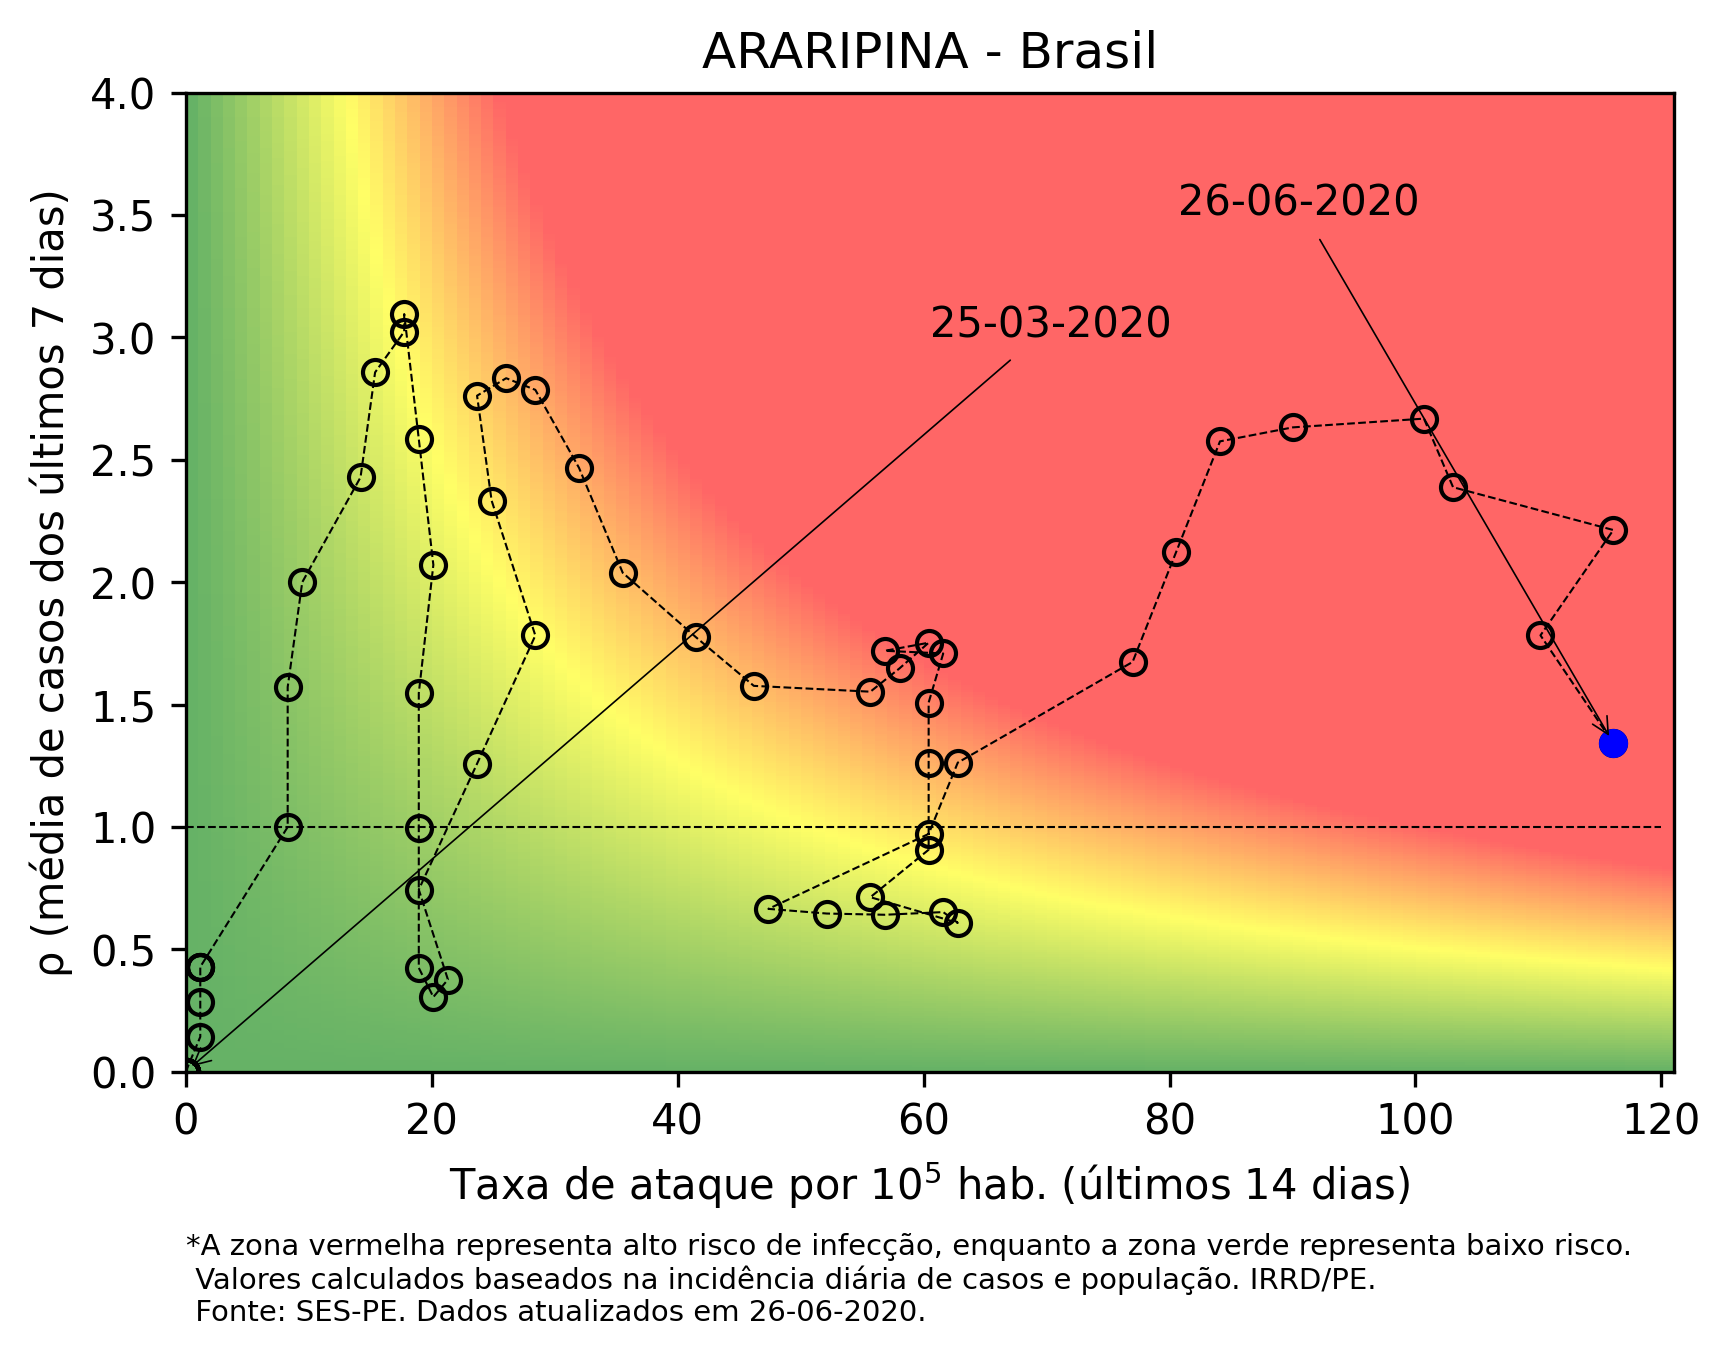 ARARIPINA - Brasil
4.0
3.5
3.0
2.5
2.0
1.5
1.0
0.5
0.0
ρ (média de casos dos últimos 7 dias)
26-06-2020
25-03-2020
0 20 40 60 80 100 120
Taxa de ataque por 10⁵ hab. (últimos 14 dias)
*A zona vermelha representa alto risco de infecção, enquanto a zona verde representa baixo risco.
Valores calculados baseados na incidência diária de casos e população. IRRD/PE.
Fonte: SES-PE. Dados atualizados em 26-06-2020.